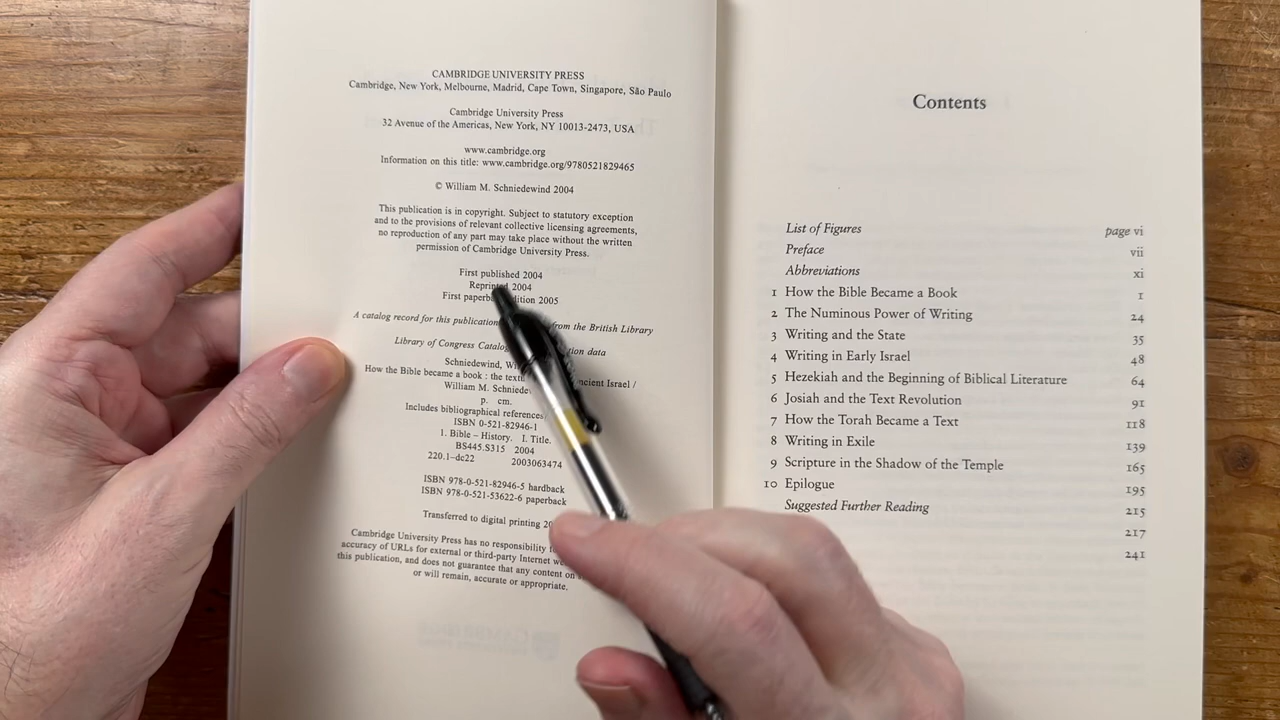 CAMBRIDGE UNIVERSITY PRESS
Cambridge, New York, Melbourne, Madrid, Cape Town, Singapore, São Paulo
Cambridge University Press
32 Avenue of the Americas, New York, NY 10013-2473, USA
www.cambridge.org
Information on this title: www.cambridge.org/9780521829465
© William M. Schniedewind 2004
This publication is in copyright. Subject to statutory exception
and to the provisions of relevant collective licensing agreements,
no reproduction of any part may take place without the written
permission of Cambridge University Press.
First published 2004
Reprinted 2004
First paperback edition 2005
A catalog record for this publication from the British Library
Library of Congress data
Schniedewind, ancient Israel /
How the Bible became a book : the
William M.
p. cm.
Includes bibliographical references
ISBN 0-521-82946-1
1. Bible – History. I. Title.
BS445.S315 2004
220.1–dc22 2003063474
ISBN 978-0-521-82946-5 hardback
ISBN 978-0-521-53622-6 paperback
Transferred to digital printing
Cambridge University Press has no responsibility
accuracy of URLs for external or third-party Internet
this publication, and does not guarantee that any content on
or will remain, accurate or appropriate.
Contents
List of Figures page vi
Preface vii
Abbreviations xi
1 How the Bible Became a Book 1
2 The Numinous Power of Writing 24
3 Writing and the State 35
4 Writing in Early Israel 48
5 Hezekiah and the Beginning of Biblical Literature 64
6 Josiah and the Text Revolution 91
7 How the Torah Became a Text 118
8 Writing in Exile 139
9 Scripture in the Shadow of the Temple 165
10 Epilogue 195
Suggested Further Reading 215
217
241